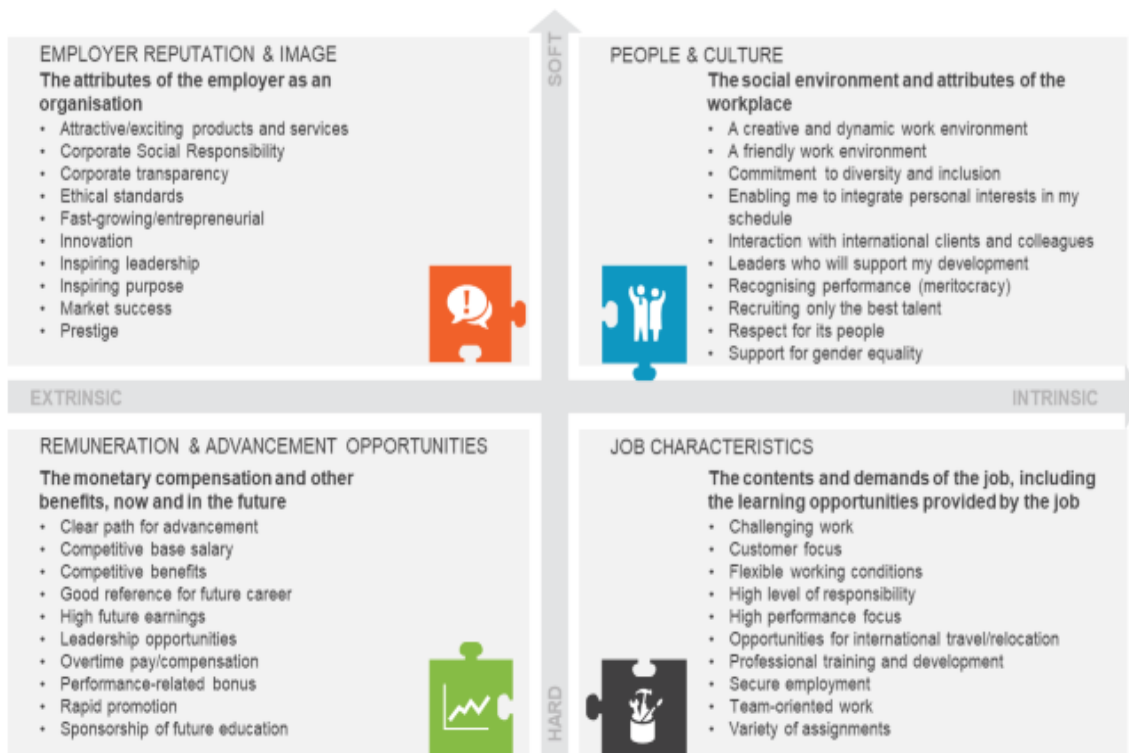 SOFT
EMPLOYER REPUTATION & IMAGE
The attributes of the employer as an
organisation
• Attractive/exciting products and services
• Corporate Social Responsibility
• Corporate transparency
• Ethical standards
• Fast-growing/entrepreneurial
• Innovation
• Inspiring leadership
• Inspiring purpose
• Market success
• Prestige
PEOPLE & CULTURE
The social environment and attributes of the
workplace
• A creative and dynamic work environment
• A friendly work environment
• Commitment to diversity and inclusion
• Enabling me to integrate personal interests in my
schedule
• Interaction with international clients and colleagues
• Leaders who will support my development
• Recognising performance (meritocracy)
• Recruiting only the best talent
• Respect for its people
• Support for gender equality
EXTRINSIC
INTRINSIC
REMUNERATION & ADVANCEMENT OPPORTUNITIES
The monetary compensation and other
benefits, now and in the future
• Clear path for advancement
• Competitive base salary
• Competitive benefits
• Good reference for future career
• High future earnings
• Leadership opportunities
• Overtime pay/compensation
• Performance-related bonus
• Rapid promotion
• Sponsorship of future education
JOB CHARACTERISTICS
The contents and demands of the job, including
the learning opportunities provided by the job
• Challenging work
• Customer focus
• Flexible working conditions
• High level of responsibility
• High performance focus
• Opportunities for international travel/relocation
• Professional training and development
• Secure employment
• Team-oriented work
• Variety of assignments
HARD